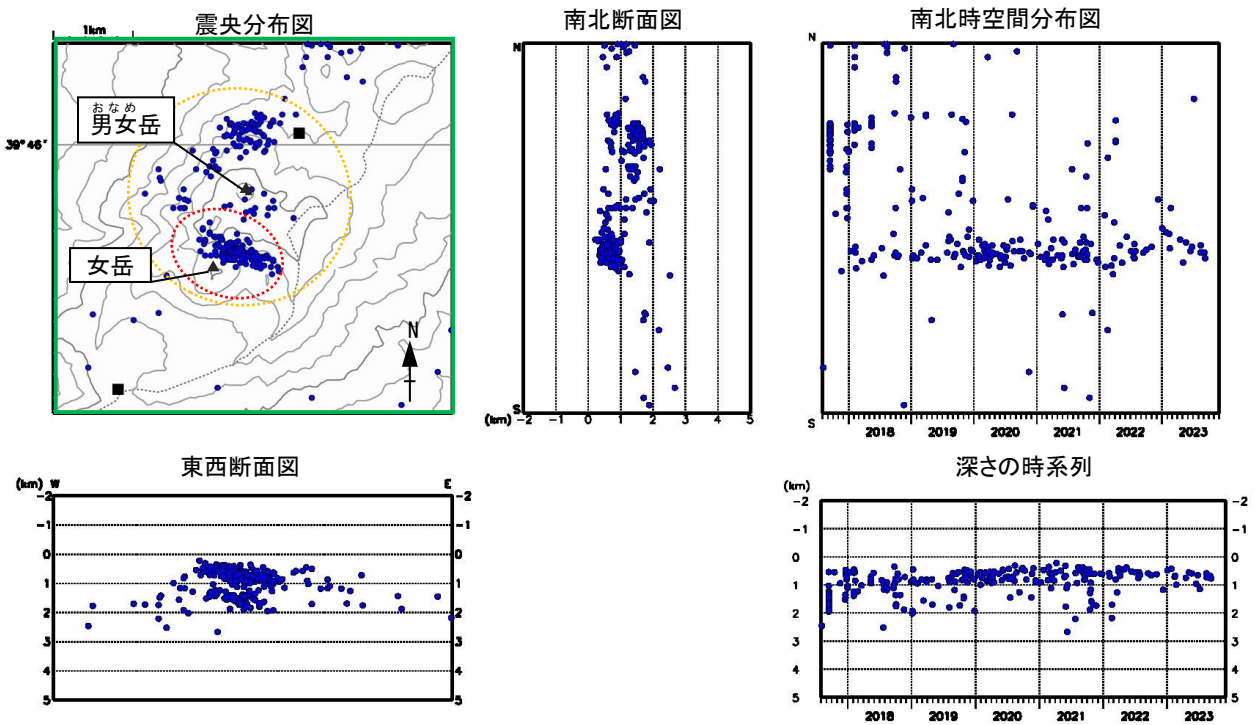 震央分布図
1km
おなめ
男女岳
39°46'
女岳
N
南北断面図
N
S
(km) -2 -1 0 1 2 3 4 5
南北時空間分布図
N
S
2018 2019 2020 2021 2022 2023
東西断面図
(km) W E
-2 -2
-1 -1
0 0
1 1
2 2
3 3
4 4
5 5
深さの時系列
(km)
-2 -2
-1 -1
0 0
1 1
2 2
3 3
4 4
5 5
2018 2019 2020 2021 2022 2023